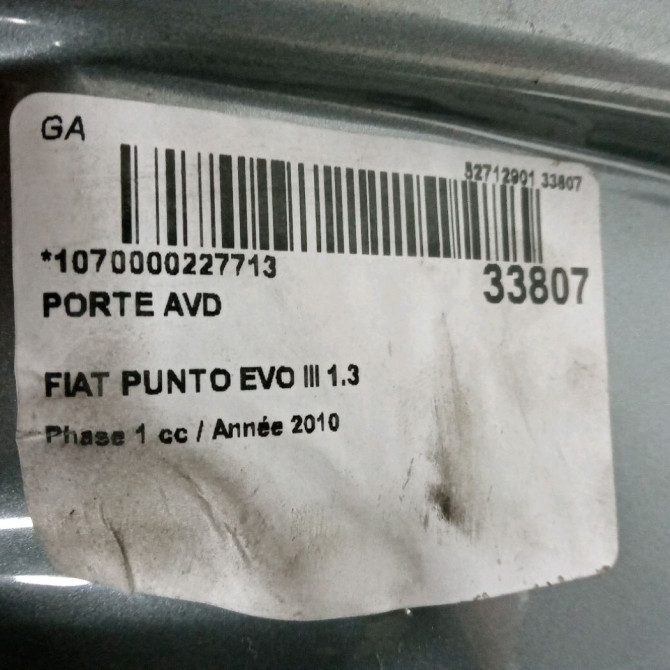 GA
52712901 33807
*1070000227713
33807
PORTE AVD
FIAT PUNTO EVO III 1.3
Phase 1 cc / Année 2010